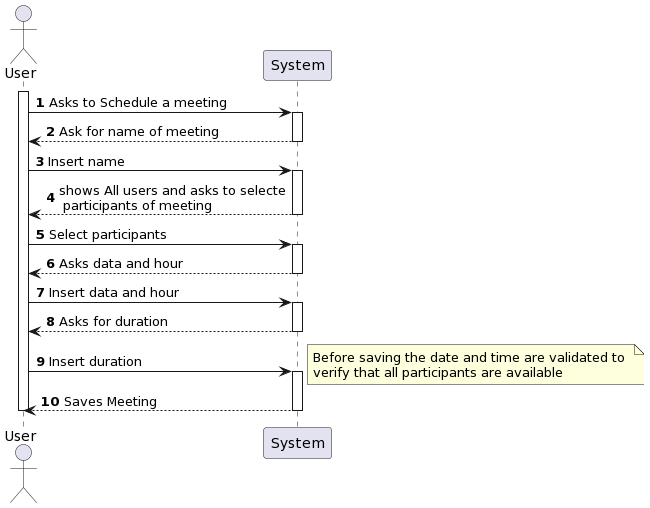 User
System
1 Asks to Schedule a meeting
2 Ask for name of meeting
3 Insert name
4 shows All users and asks to selecte
participants of meeting
5 Select participants
6 Asks data and hour
7 Insert data and hour
8 Asks for duration
Before saving the date and time are validated to
verify that all participants are available
9 Insert duration
10 Saves Meeting
User
System